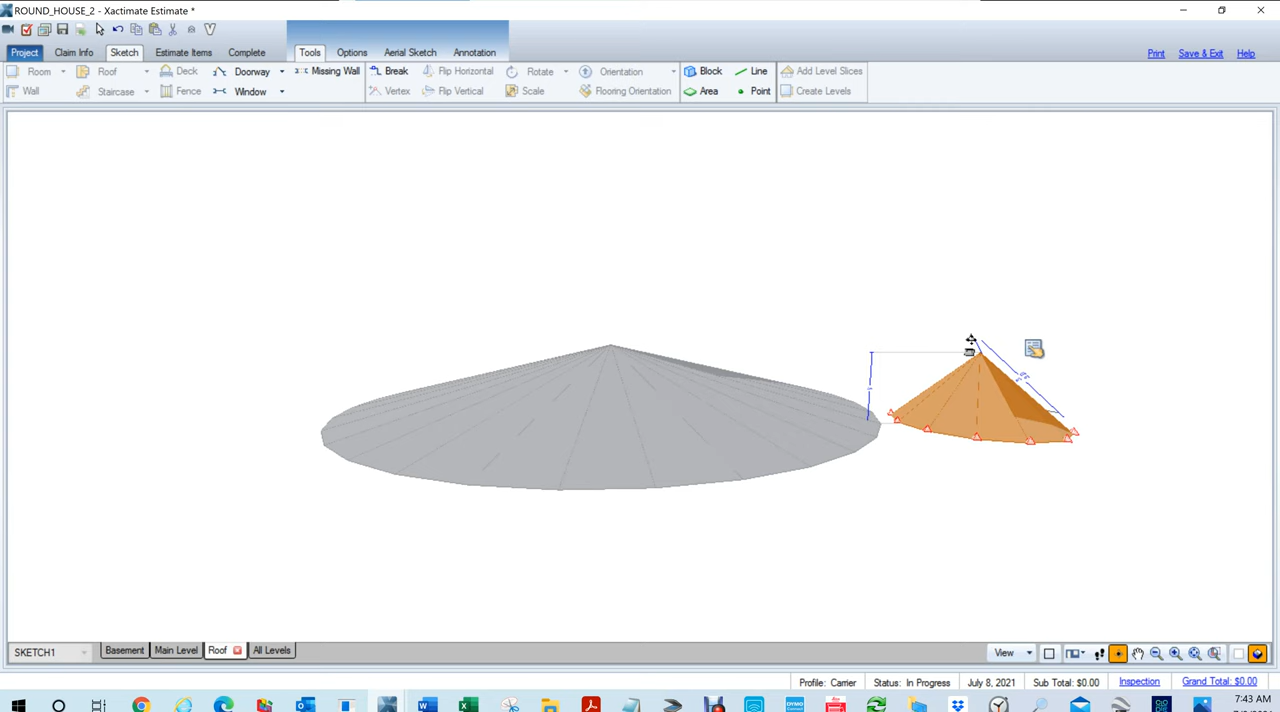 ROUND_HOUSE_2 - Xactimate Estimate *
Project Claim Info Sketch Estimate Items Complete Tools Options Aerial Sketch Annotation Print Save & Exit Help
Room Roof Deck Doorway Missing Wall Break Flip Horizontal Rotate Orientation Block Line Add Level Slices
Wall Staircase Fence Window Vertex Flip Vertical Scale Flooring Orientation Area Point Create Levels
SKETCH1 Basement Main Level Roof All Levels View
Profile: Carrier Status: In Progress July 8, 2021 Sub Total: $0.00 Inspection Grand Total: $0.00
7:43 AM